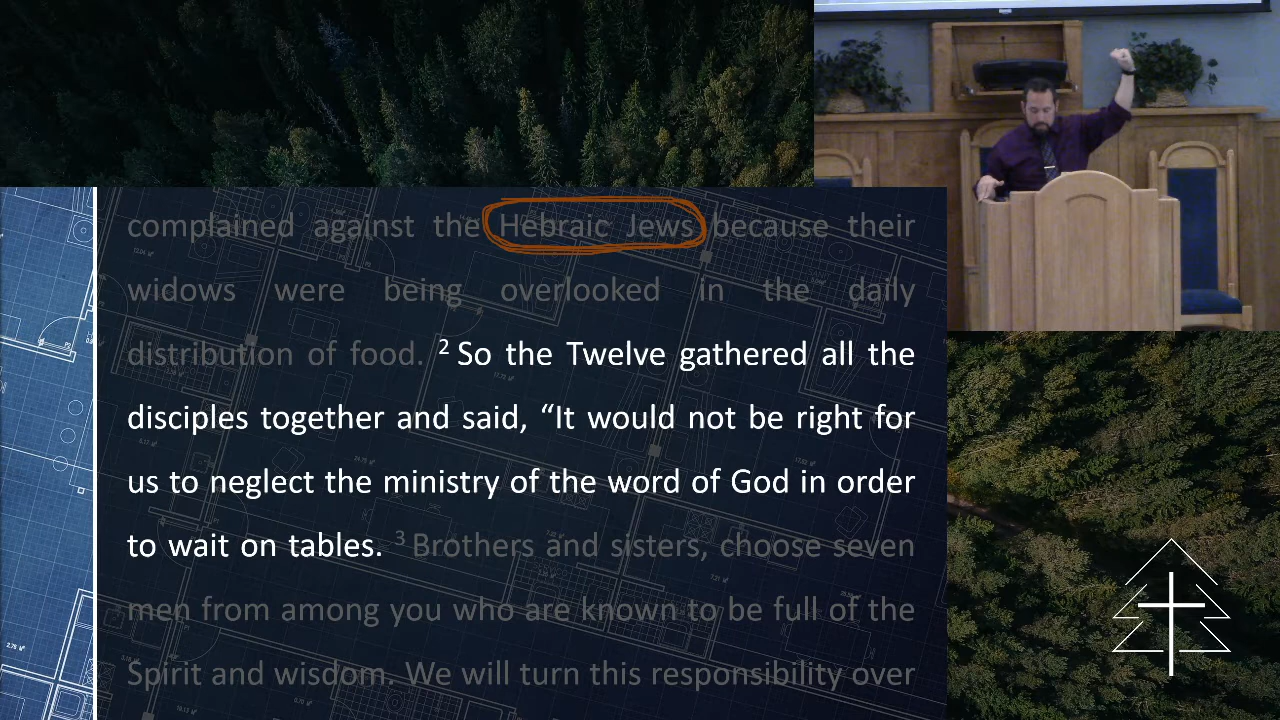 complained against the Hebraic Jews because their
widows were being overlooked in the daily
distribution of food. ² So the Twelve gathered all the
disciples together and said, “It would not be right for
us to neglect the ministry of the word of God in order
to wait on tables. ³ Brothers and sisters, choose seven
men from among you who are known to be full of the
Spirit and wisdom. We will turn this responsibility over